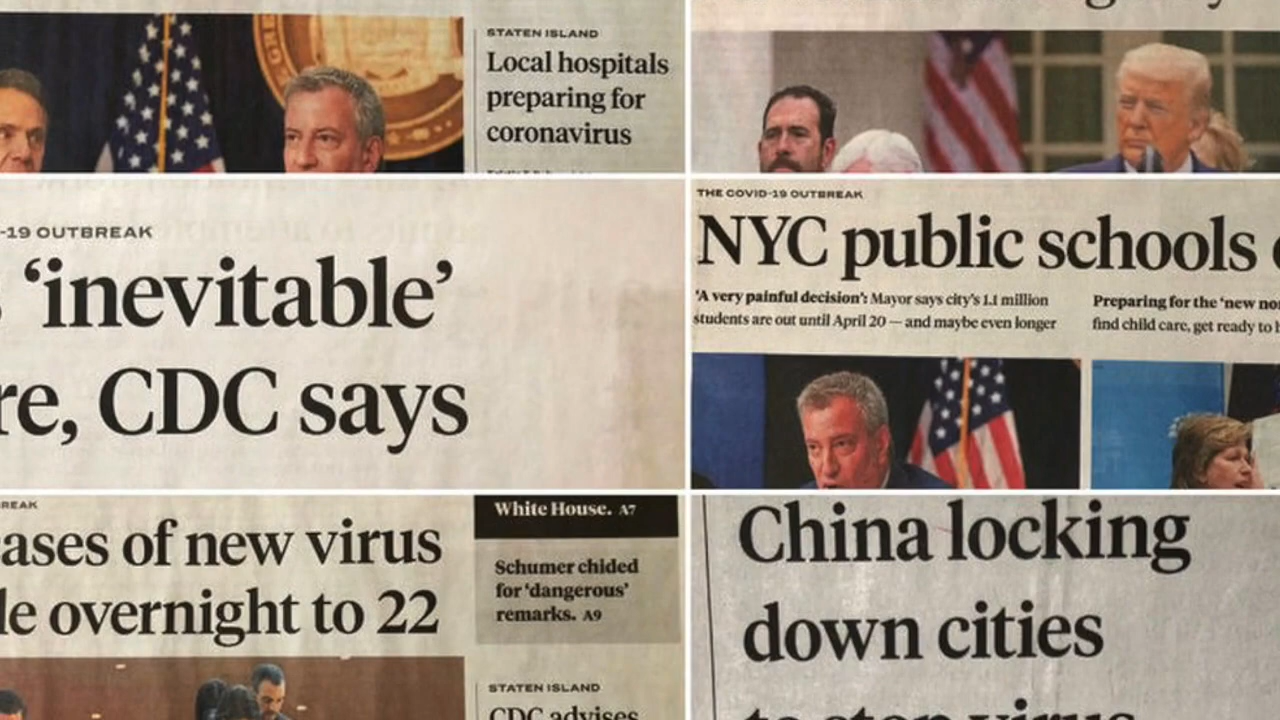 STATEN ISLAND
Local hospitals
preparing for
coronavirus
-19 OUTBREAK
‘inevitable’
re, CDC says
THE COVID-19 OUTBREAK
NYC public schools
‘A very painful decision’: Mayor says city’s 1.1 million
students are out until April 20 — and maybe even longer
Preparing for the ‘new
find child care, get ready to
REAK
ases of new virus
le overnight to 22
White House. A7
Schumer chided
for ‘dangerous’
remarks. A9
STATEN ISLAND
CDC advises
China locking
down cities
to stop virus